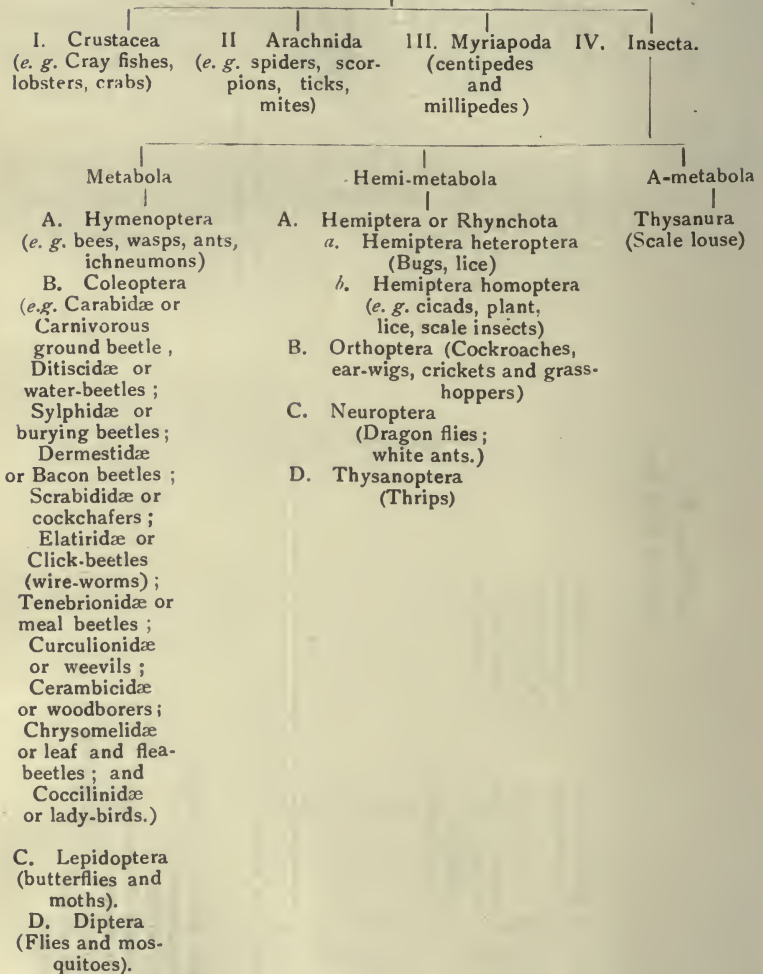 I. Crustacea
(e. g. Cray fishes,
lobsters, crabs)
II Arachnida
(e. g. spiders, scor-
pions, ticks,
mites)
III. Myriapoda
(centipedes
and
millipedes)
IV. Insecta.
Metabola
A. Hymenoptera
(e. g. bees, wasps, ants,
ichneumons)
B. Coleoptera
(e.g. Carabidæ or
Carnivorous
ground beetle,
Ditiscidæ or
water-beetles;
Sylphidæ or
burying beetles;
Dermestidæ
or Bacon beetles;
Scrabididæ or
cockchafers;
Elatiridæ or
Click-beetles
(wire-worms);
Tenebrionidæ or
meal beetles;
Curculionidæ
or weevils;
Cerambicidæ
or woodborers;
Chrysomelidæ
or leaf and flea-
beetles; and
Coccilinidæ
or lady-birds.)
C. Lepidoptera
(butterflies and
moths).
D. Diptera
(Flies and mos-
quitoes).
Hemi-metabola
A. Hemiptera or Rhynchota
a. Hemiptera heteroptera
(Bugs, lice)
b. Hemiptera homoptera
(e. g. cicads, plant,
lice, scale insects)
B. Orthoptera (Cockroaches,
ear-wigs, crickets and grass-
hoppers)
C. Neuroptera
(Dragon flies;
white ants.)
D. Thysanoptera
(Thrips)
A-metabola
Thysanura
(Scale louse)